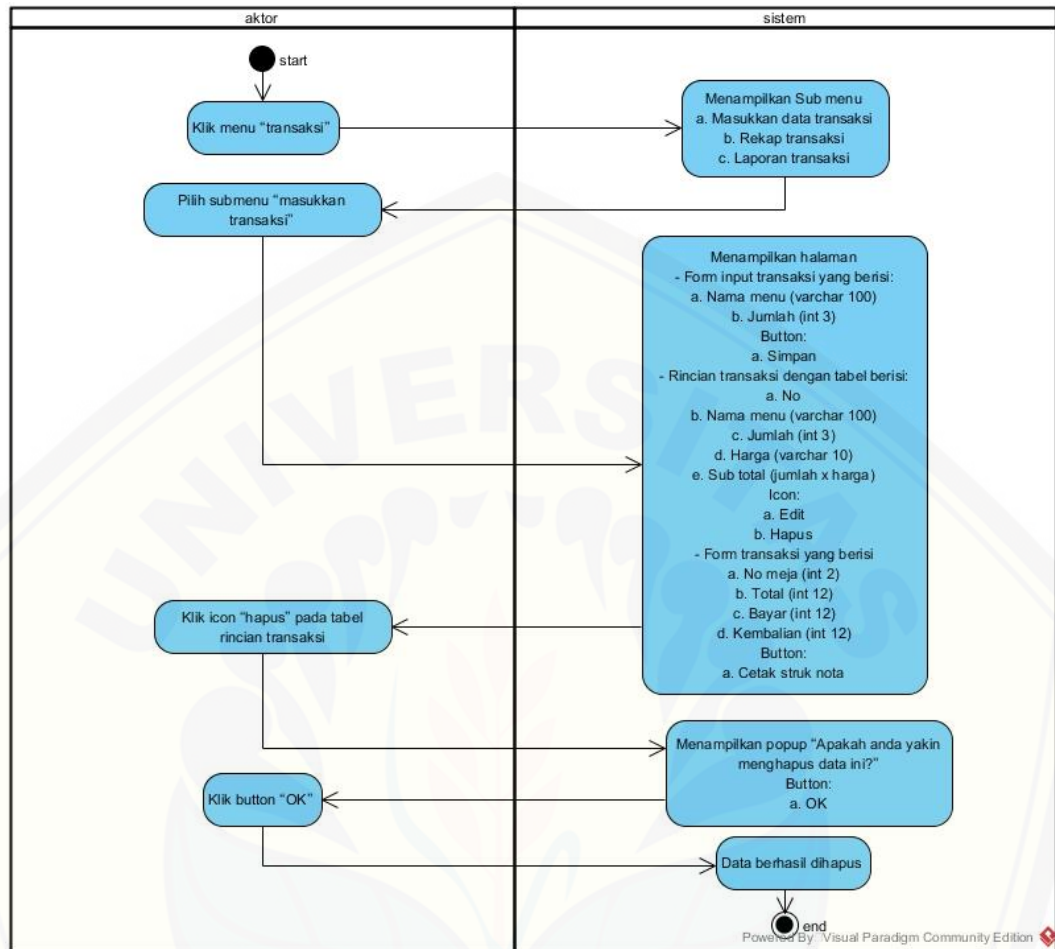 aktor
sistem
start
Klik menu “transaksi”
Menampilkan Sub menu
a. Masukkan data transaksi
b. Rekap transaksi
c. Laporan transaksi
Pilih submenu “masukkan
transaksi”
Menampilkan halaman
- Form input transaksi yang berisi:
a. Nama menu (varchar 100)
b. Jumlah (int 3)
Button:
a. Simpan
- Rincian transaksi dengan tabel berisi:
a. No
b. Nama menu (varchar 100)
c. Jumlah (int 3)
d. Harga (varchar 10)
e. Sub total (jumlah x harga)
Icon:
a. Edit
b. Hapus
- Form transaksi yang berisi
a. No meja (int 2)
b. Total (int 12)
c. Bayar (int 12)
d. Kembalian (int 12)
Button:
a. Cetak struk nota
Klik icon “hapus” pada tabel
rincian transaksi
Menampilkan popup “Apakah anda yakin
menghapus data ini?”
Button:
a. OK
Klik button “OK”
Data berhasil dihapus
end
Powered By Visual Paradigm Community Edition
UNIVERSITAS